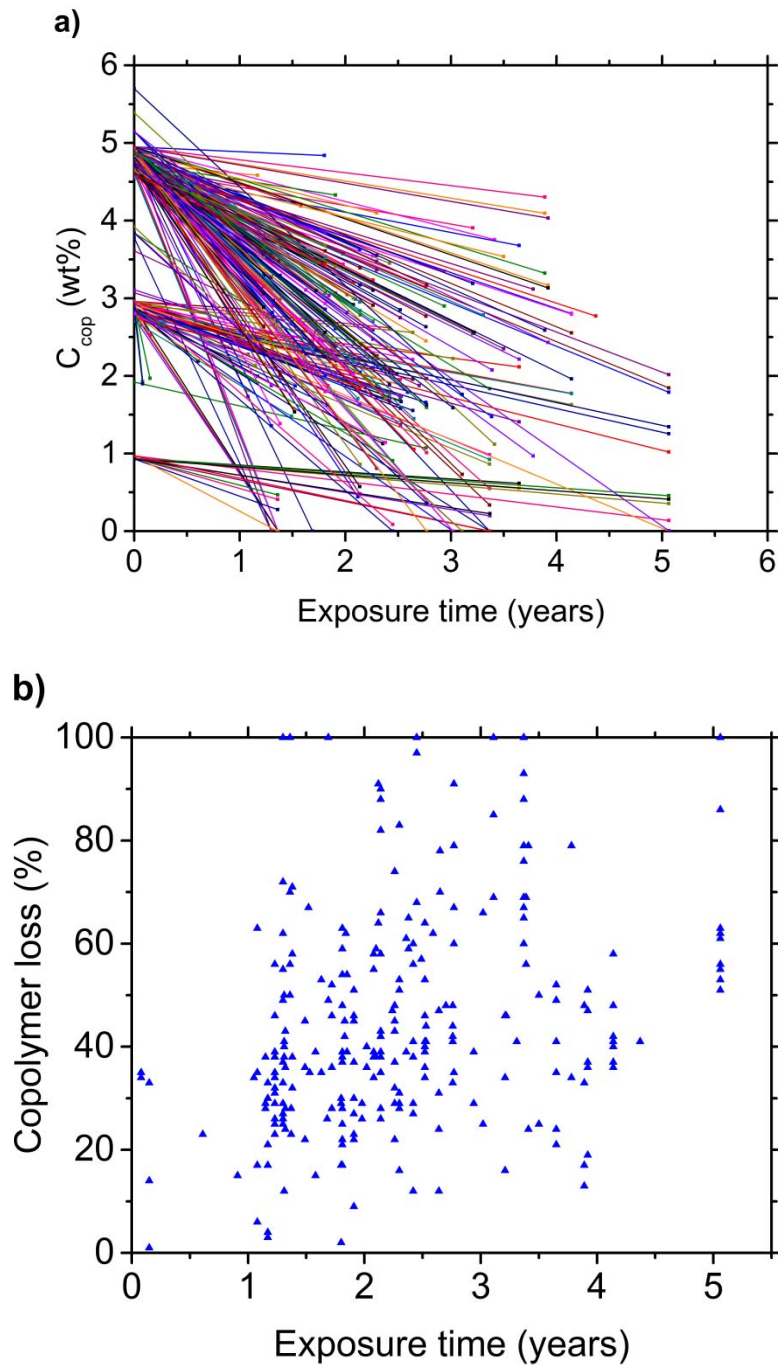 a)
6
5
4
3
2
1
0
C_cop (wt%)
0 1 2 3 4 5 6
Exposure time (years)
b)
100
80
60
40
20
0
Copolymer loss (%)
0 1 2 3 4 5
Exposure time (years)